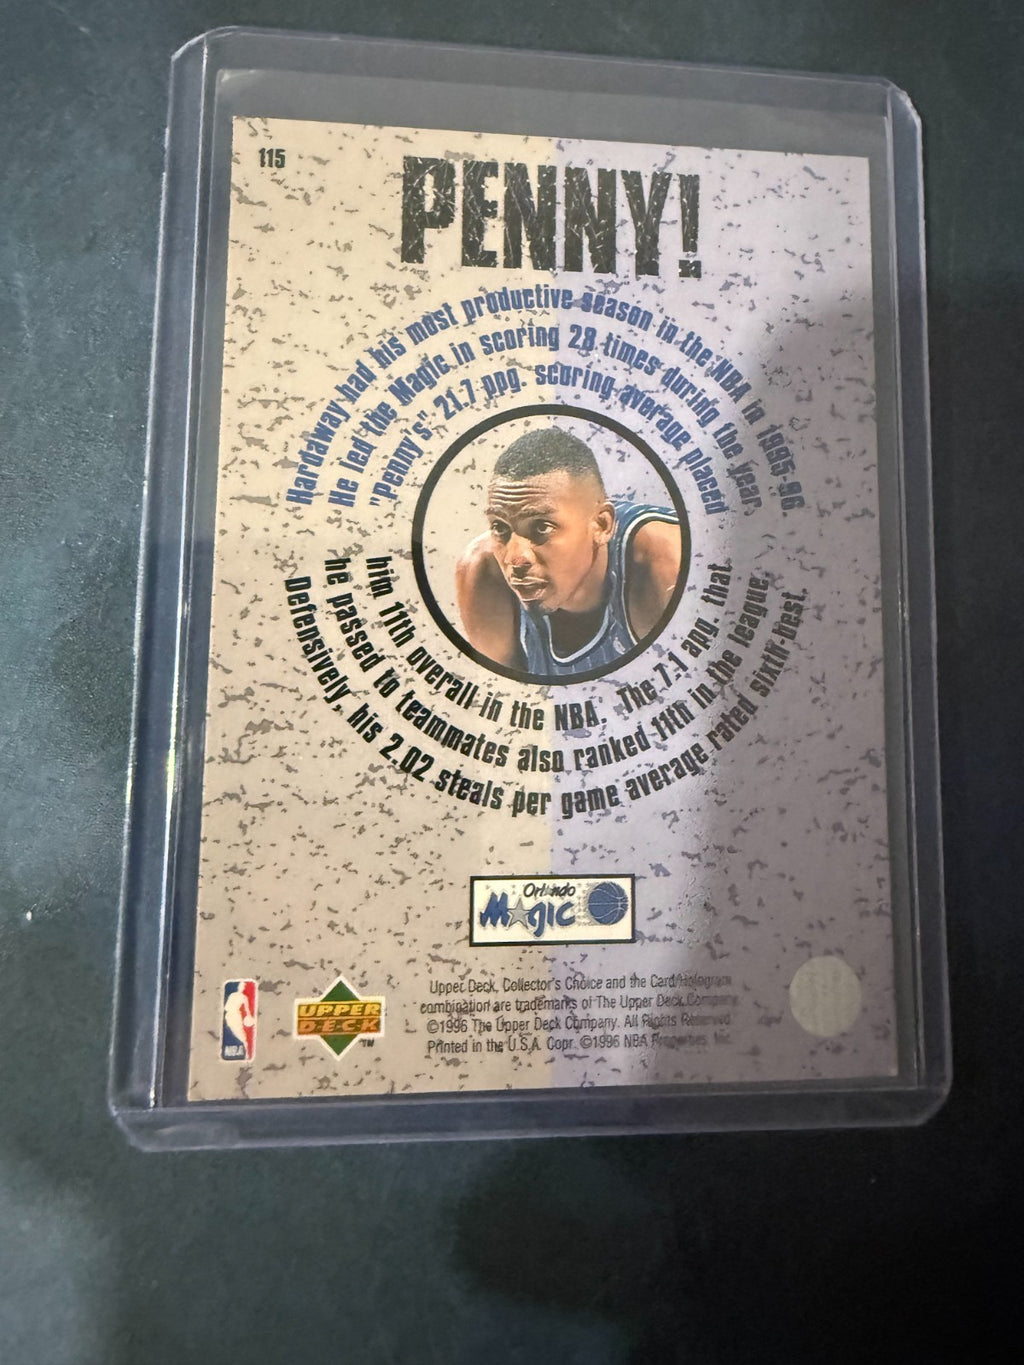 115
PENNY!
Hardaway had his most productive season in the NBA in 1995-96.
He led the Magic in scoring 28 times during the year.
"Penny's" 21.7 ppg. scoring average placed
him 11th overall in the NBA. The 7.1 apg. that
he passed to teammates also ranked 11th in the league.
Defensively, his 2.02 steals per game average rated sixth-best.
Orlando
Magic
NBA
UPPER
DECK
TM
Upper Deck, Collector's Choice and the Card/Hologram
combination are trademarks of The Upper Deck Company.
©1996 The Upper Deck Company. All Rights Reserved.
Printed in the U.S.A. Copr. ©1996 NBA Properties, Inc.